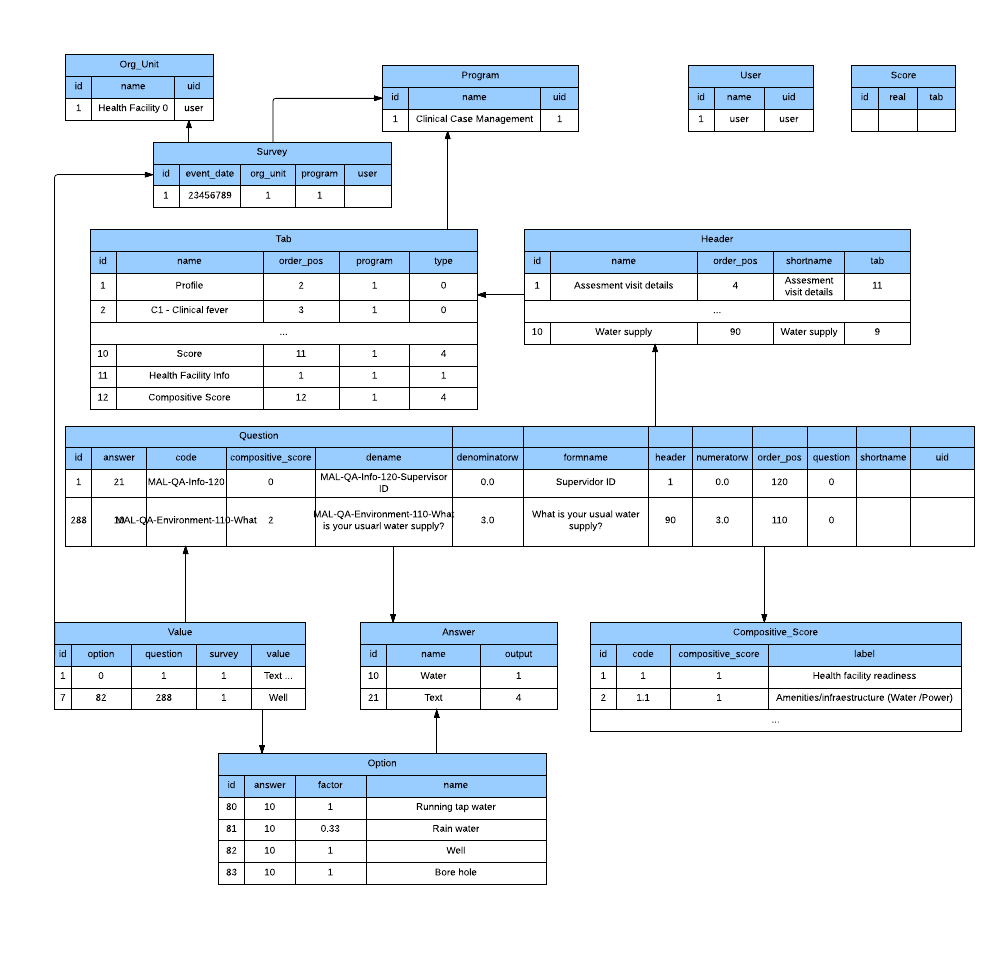 Org_Unit
id name uid
1 Health Facility 0 user
Program
id name uid
1 Clinical Case Management 1
User
id name uid
1 user user
Score
id real tab
Survey
id event_date org_unit program user
1 23456789 1 1
Tab
id name order_pos program type
1 Profile 2 1 0
2 C1 - Clinical fever 3 1 0
...
10 Score 11 1 4
11 Health Facility Info 1 1 1
12 Compositive Score 12 1 4
Header
id name order_pos shortname tab
1 Assesment visit details 4 Assesment visit details 11
...
10 Water supply 90 Water supply 9
Question
id answer code compositive_score dename denominatorw formname header numeratorw order_pos question shortname uid
1 21 MAL-QA-Info-120 0 MAL-QA-Info-120-Supervisor ID 0.0 Supervidor ID 1 0.0 120 0
288 10 MAL-QA-Environment-110-What 2 MAL-QA-Environment-110-What is your usuarl water supply? 3.0 What is your usual water supply? 90 3.0 110 0
Value
id option question survey value
1 0 1 1 Text ...
7 82 288 1 Well
Answer
id name output
10 Water 1
21 Text 4
Compositive_Score
id code compositive_score label
1 1 1 Health facility readiness
2 1.1 1 Amenities/infraestructure (Water /Power)
...
Option
id answer factor name
80 10 1 Running tap water
81 10 0.33 Rain water
82 10 1 Well
83 10 1 Bore hole